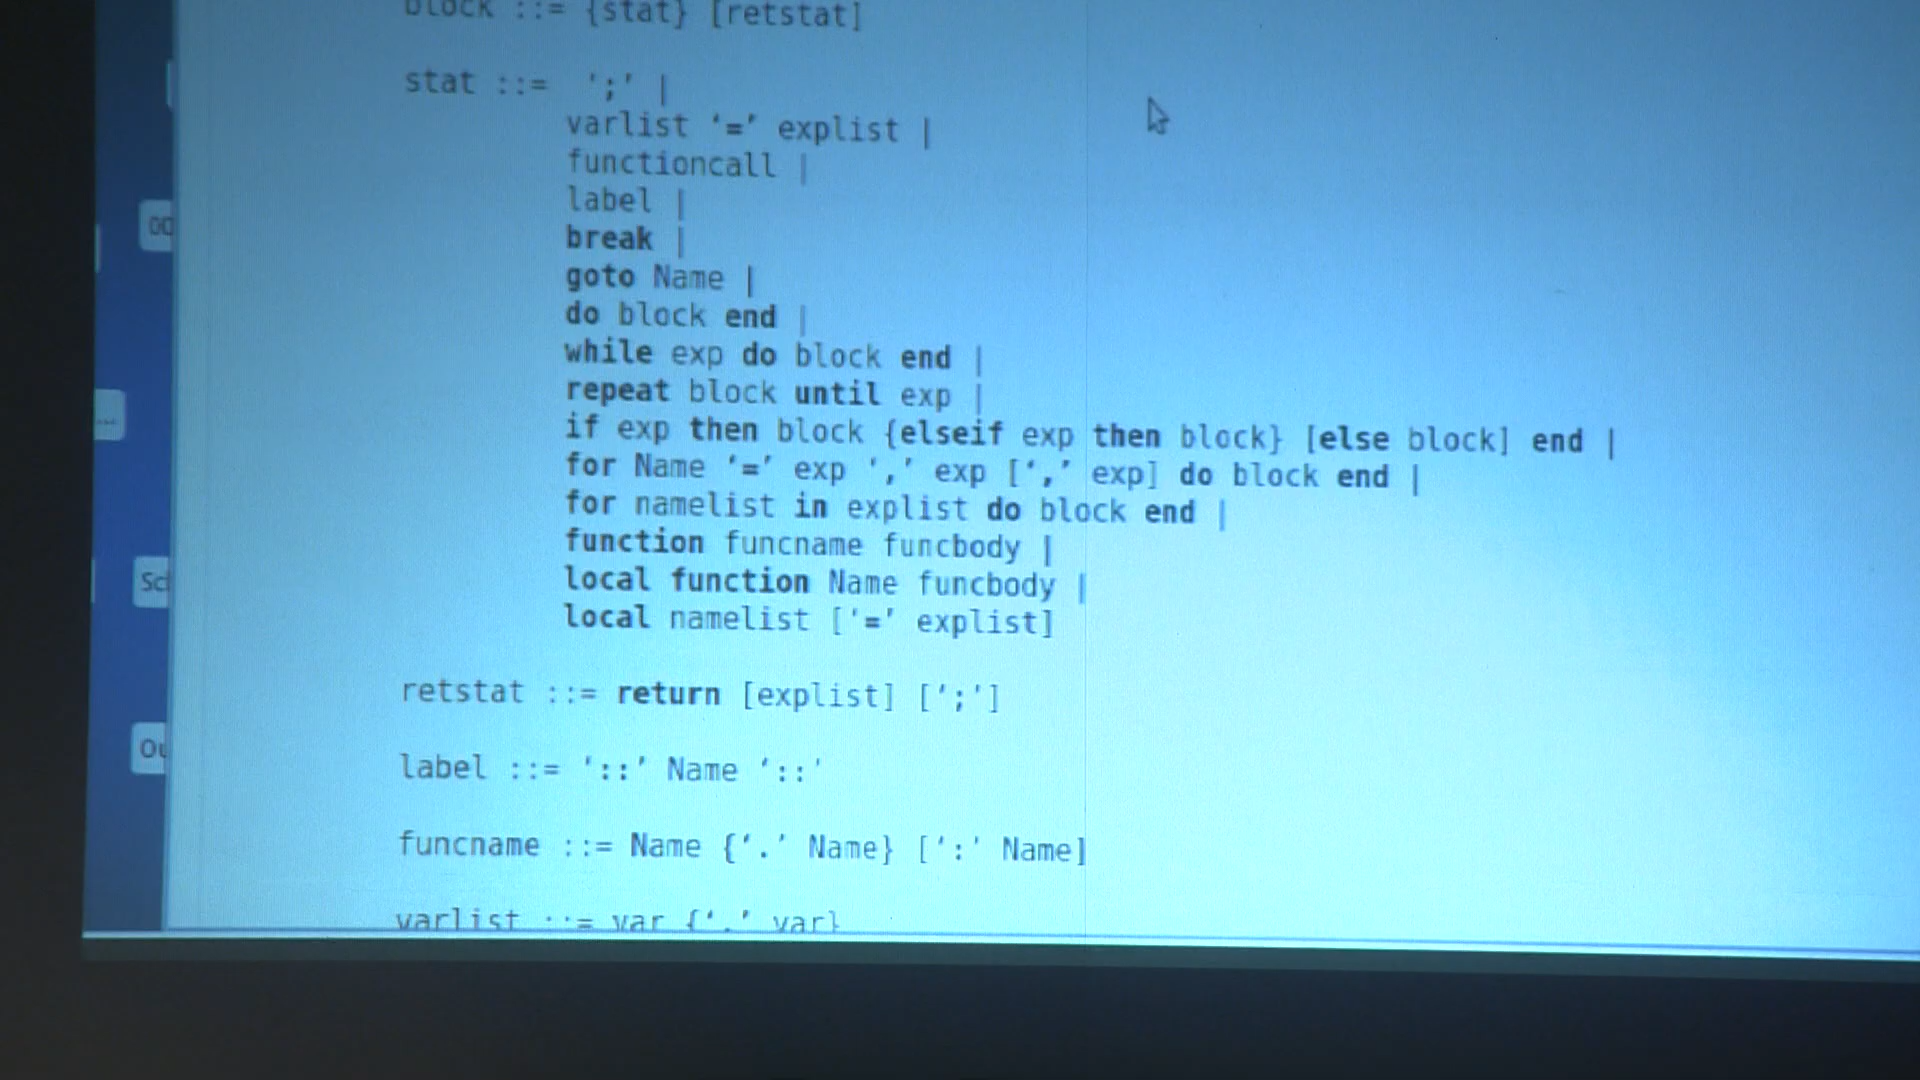 block ::= {stat} [retstat]
stat ::= ';' |
varlist ‘=’ explist |
functioncall |
label |
break |
goto Name |
do block end |
while exp do block end |
repeat block until exp |
if exp then block {elseif exp then block} [else block] end |
for Name ‘=’ exp ‘,’ exp [‘,’ exp] do block end |
for namelist in explist do block end |
function funcname funcbody |
local function Name funcbody |
local namelist [‘=’ explist]
retstat ::= return [explist] [‘;’]
label ::= ‘::’ Name ‘::’
funcname ::= Name {‘.’ Name} [‘:’ Name]
varlist ::= var {‘,’ var}